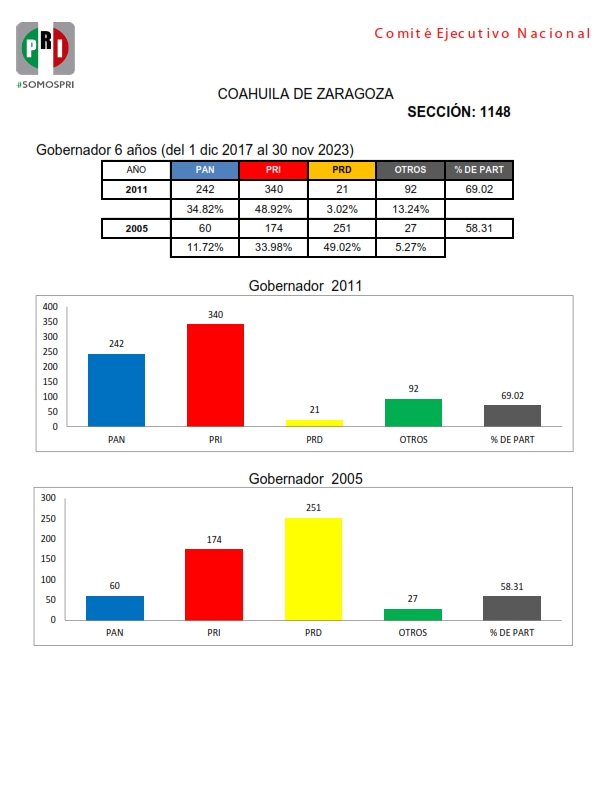 PRI
Comité Ejecutivo Nacional
#SOMOSPRI
COAHUILA DE ZARAGOZA
SECCIÓN: 1148
Gobernador 6 años (del 1 dic 2017 al 30 nov 2023)
AÑO PAN PRI PRD OTROS % DE PART
2011 242 340 21 92 69.02
34.82% 48.92% 3.02% 13.24%
2005 60 174 251 27 58.31
11.72% 33.98% 49.02% 5.27%
Gobernador 2011
400
350
300
250
200
150
100
50
0
242
340
21
92
69.02
PAN PRI PRD OTROS % DE PART
Gobernador 2005
300
250
200
150
100
50
0
60
174
251
27
58.31
PAN PRI PRD OTROS % DE PART